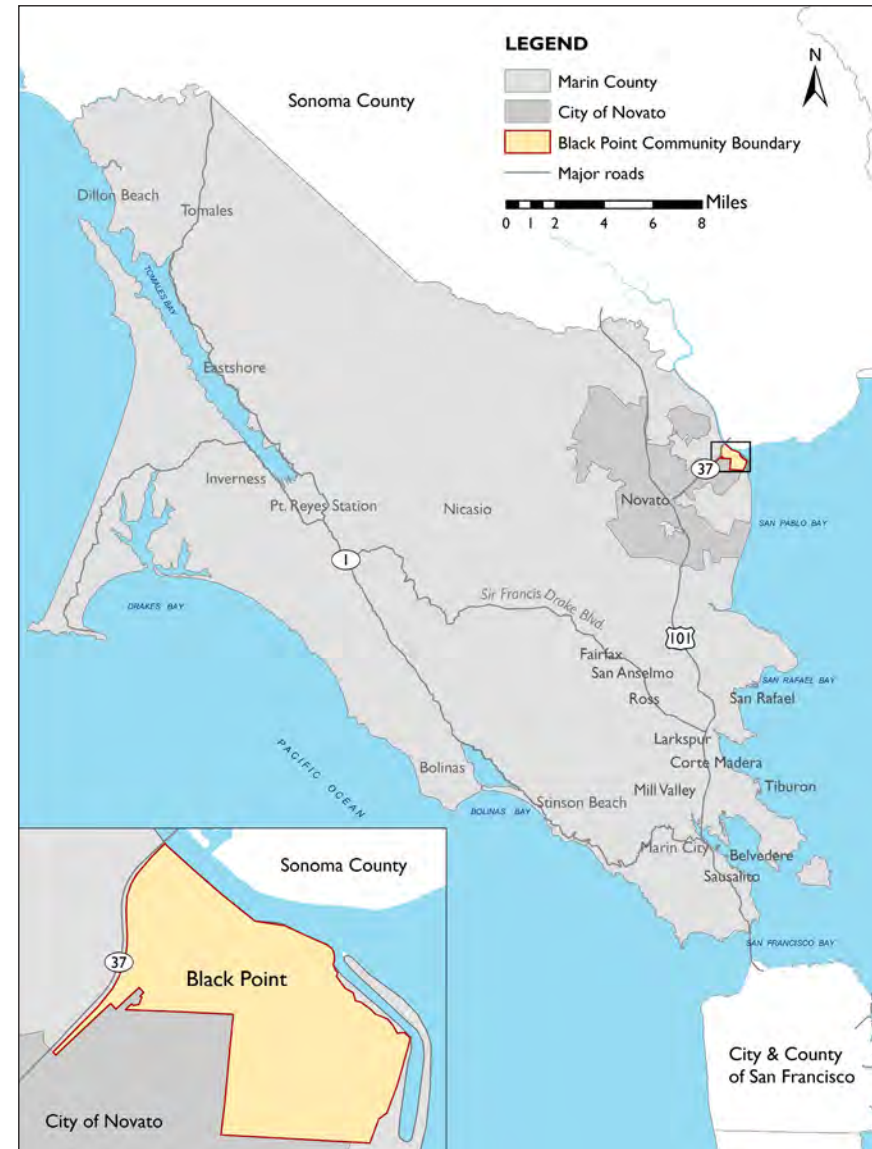 LEGEND
Marin County
City of Novato
Black Point Community Boundary
Major roads
Miles
0 1 2 4 6 8
N
Sonoma County
Dillon Beach
Tomales
TOMALES BAY
Eastshore
Inverness
Pt. Reyes Station
Nicasio
37
Novato
SAN PABLO BAY
1
DRAKES BAY
Sir Francis Drake Blvd.
101
Fairfax
San Anselmo
Ross
SAN RAFAEL BAY
San Rafael
Larkspur
Corte Madera
PACIFIC OCEAN
Bolinas
Mill Valley
Tiburon
Stinson Beach
BOLINAS BAY
Marin City
Belvedere
Sausalito
SAN FRANCISCO BAY
City & County
of San Francisco
Sonoma County
37
Black Point
City of Novato